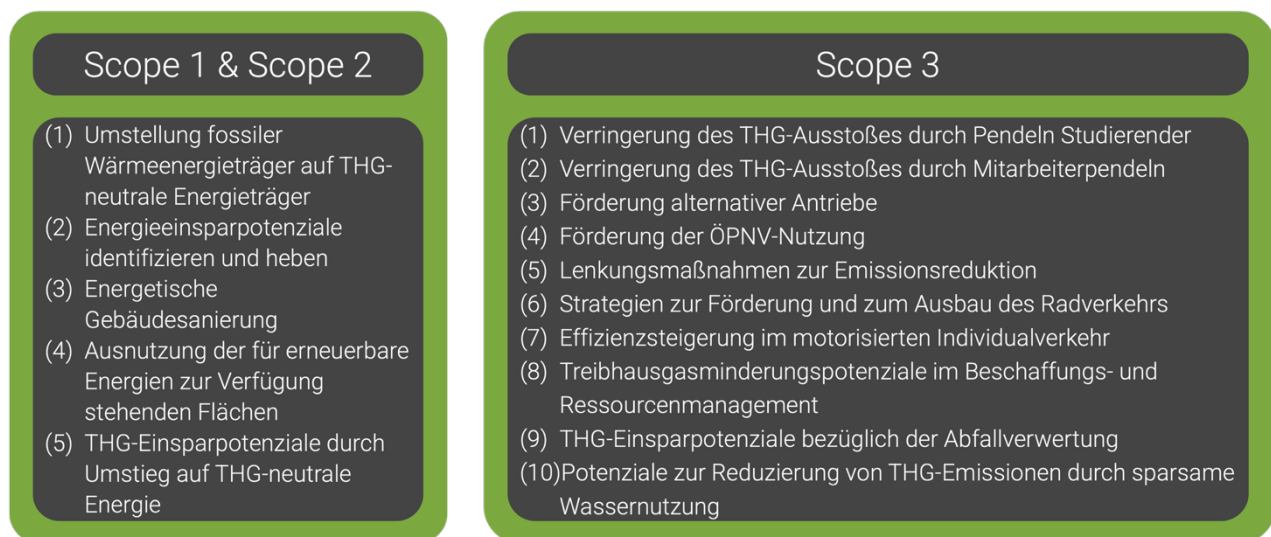 Scope 1 & Scope 2
(1) Umstellung fossiler
Wärmeenergieträger auf THG-
neutrale Energieträger
(2) Energieeinsparpotenziale
identifizieren und heben
(3) Energetische
Gebäudesanierung
(4) Ausnutzung der für erneuerbare
Energien zur Verfügung
stehenden Flächen
(5) THG-Einsparpotenziale durch
Umstieg auf THG-neutrale
Energie
Scope 3
(1) Verringerung des THG-Ausstoßes durch Pendeln Studierender
(2) Verringerung des THG-Ausstoßes durch Mitarbeiterpendeln
(3) Förderung alternativer Antriebe
(4) Förderung der ÖPNV-Nutzung
(5) Lenkungsmaßnahmen zur Emissionsreduktion
(6) Strategien zur Förderung und zum Ausbau des Radverkehrs
(7) Effizienzsteigerung im motorisierten Individualverkehr
(8) Treibhausgasminderungspotenziale im Beschaffungs- und
Ressourcenmanagement
(9) THG-Einsparpotenziale bezüglich der Abfallverwertung
(10)Potenziale zur Reduzierung von THG-Emissionen durch sparsame
Wassernutzung